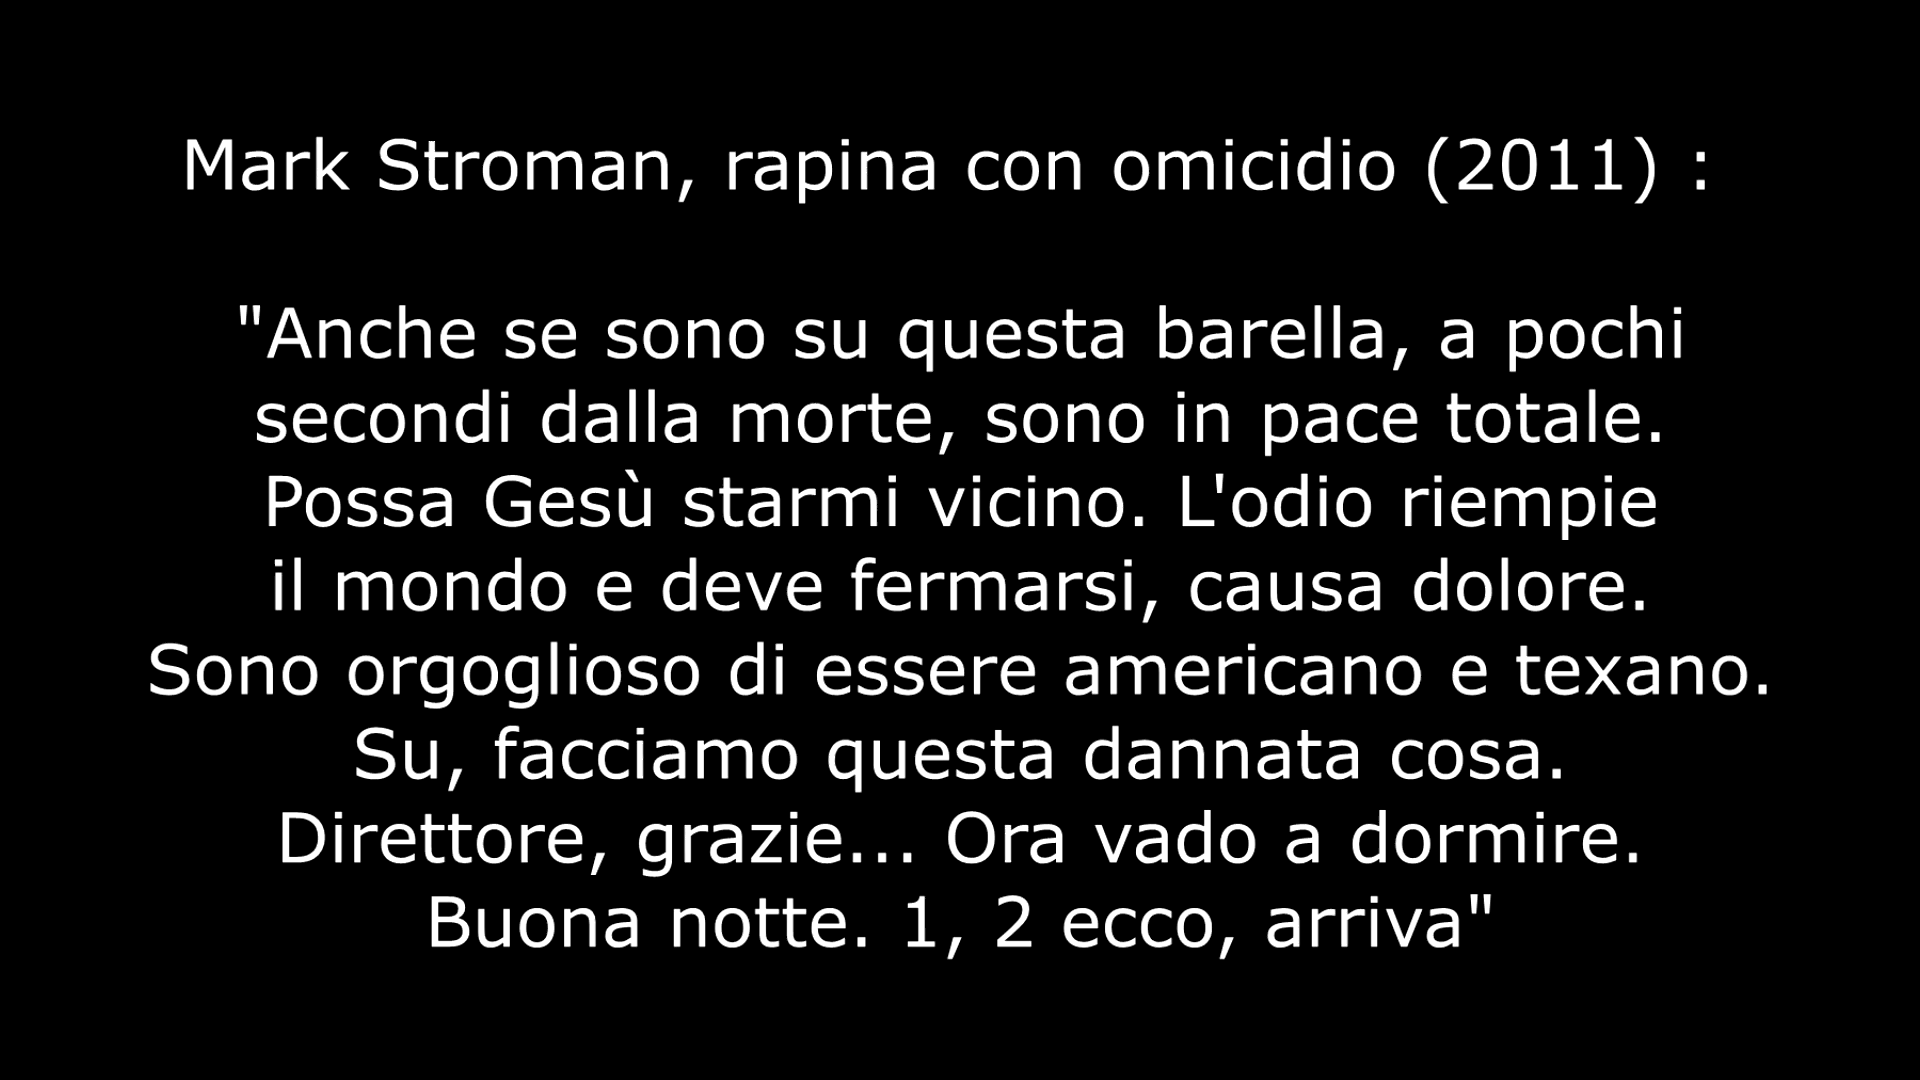 Mark Stroman, rapina con omicidio (2011) :
"Anche se sono su questa barella, a pochi
secondi dalla morte, sono in pace totale.
Possa Gesù starmi vicino. L'odio riempie
il mondo e deve fermarsi, causa dolore.
Sono orgoglioso di essere americano e texano.
Su, facciamo questa dannata cosa.
Direttore, grazie... Ora vado a dormire.
Buona notte. 1, 2 ecco, arriva"